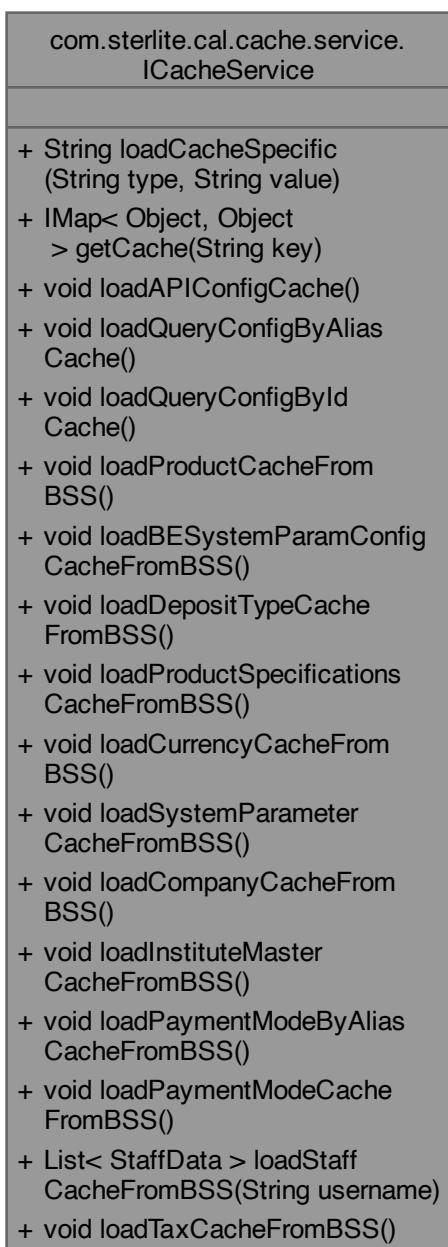 com.sterlite.cal.cache.service.
ICacheService
+ String loadCacheSpecific
(String type, String value)
+ IMap< Object, Object
> getCache(String key)
+ void loadAPIConfigCache()
+ void loadQueryConfigByAlias
Cache()
+ void loadQueryConfigById
Cache()
+ void loadProductCacheFrom
BSS()
+ void loadBESystemParamConfig
CacheFromBSS()
+ void loadDepositTypeCache
FromBSS()
+ void loadProductSpecifications
CacheFromBSS()
+ void loadCurrencyCacheFrom
BSS()
+ void loadSystemParameter
CacheFromBSS()
+ void loadCompanyCacheFrom
BSS()
+ void loadInstituteMaster
CacheFromBSS()
+ void loadPaymentModeByAlias
CacheFromBSS()
+ void loadPaymentModeCache
FromBSS()
+ List< StaffData > loadStaff
CacheFromBSS(String username)
+ void loadTaxCacheFromBSS()